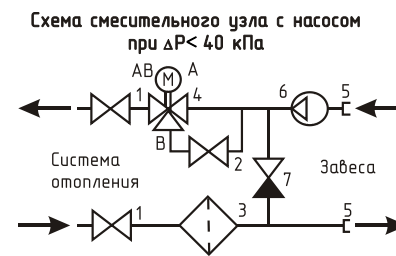 Схема смесительного узла с насосом
при ΔP< 40 кПа
AB
M
A
1
4
6
5
B
2
Система
отопления
7
Завеса
1
3
5